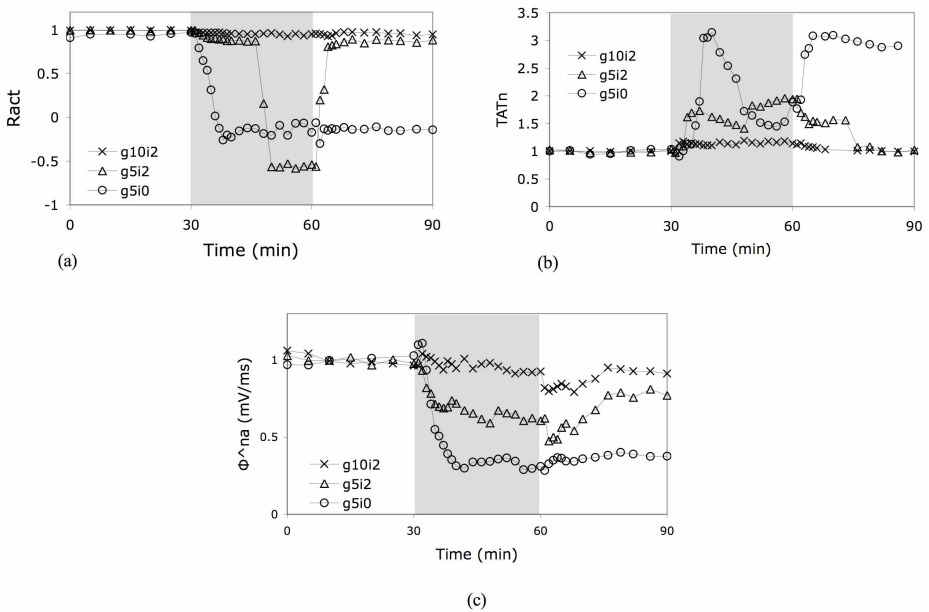 1
0.5
0
-0.5
-1
Ract
× g10i2
△ g5i2
○ g5i0
0 30 60 90
Time (min)
(a)
3.5
3
2.5
2
1.5
1
0.5
0
TATn
× g10i2
△ g5i2
○ g5i0
0 30 60 90
Time (min)
(b)
1
0.5
0
Φ^na (mV/ms)
× g10i2
△ g5i2
○ g5i0
0 30 60 90
Time (min)
(c)